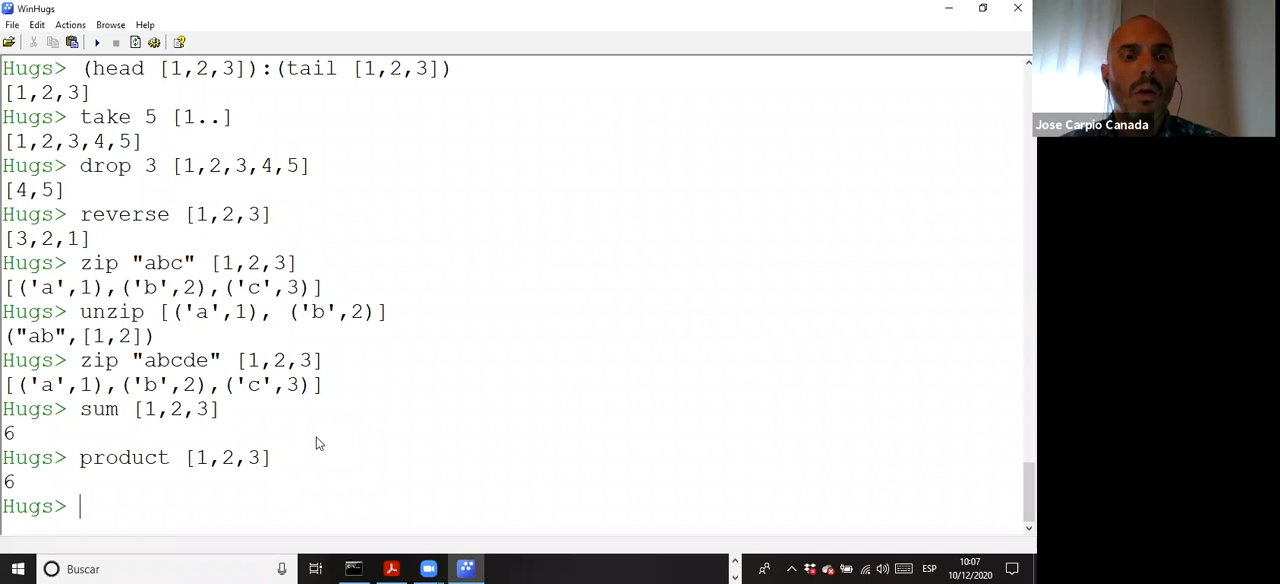 WinHugs
File Edit Actions Browse Help
Hugs> (head [1,2,3]):(tail [1,2,3])
[1,2,3]
Hugs> take 5 [1..]
[1,2,3,4,5]
Hugs> drop 3 [1,2,3,4,5]
[4,5]
Hugs> reverse [1,2,3]
[3,2,1]
Hugs> zip "abc" [1,2,3]
[('a',1),('b',2),('c',3)]
Hugs> unzip [('a',1), ('b',2)]
("ab",[1,2])
Hugs> zip "abcde" [1,2,3]
[('a',1),('b',2),('c',3)]
Hugs> sum [1,2,3]
6
Hugs> product [1,2,3]
6
Hugs>
Jose Carpio Canada
Buscar
ESP
10:07
10/12/2020